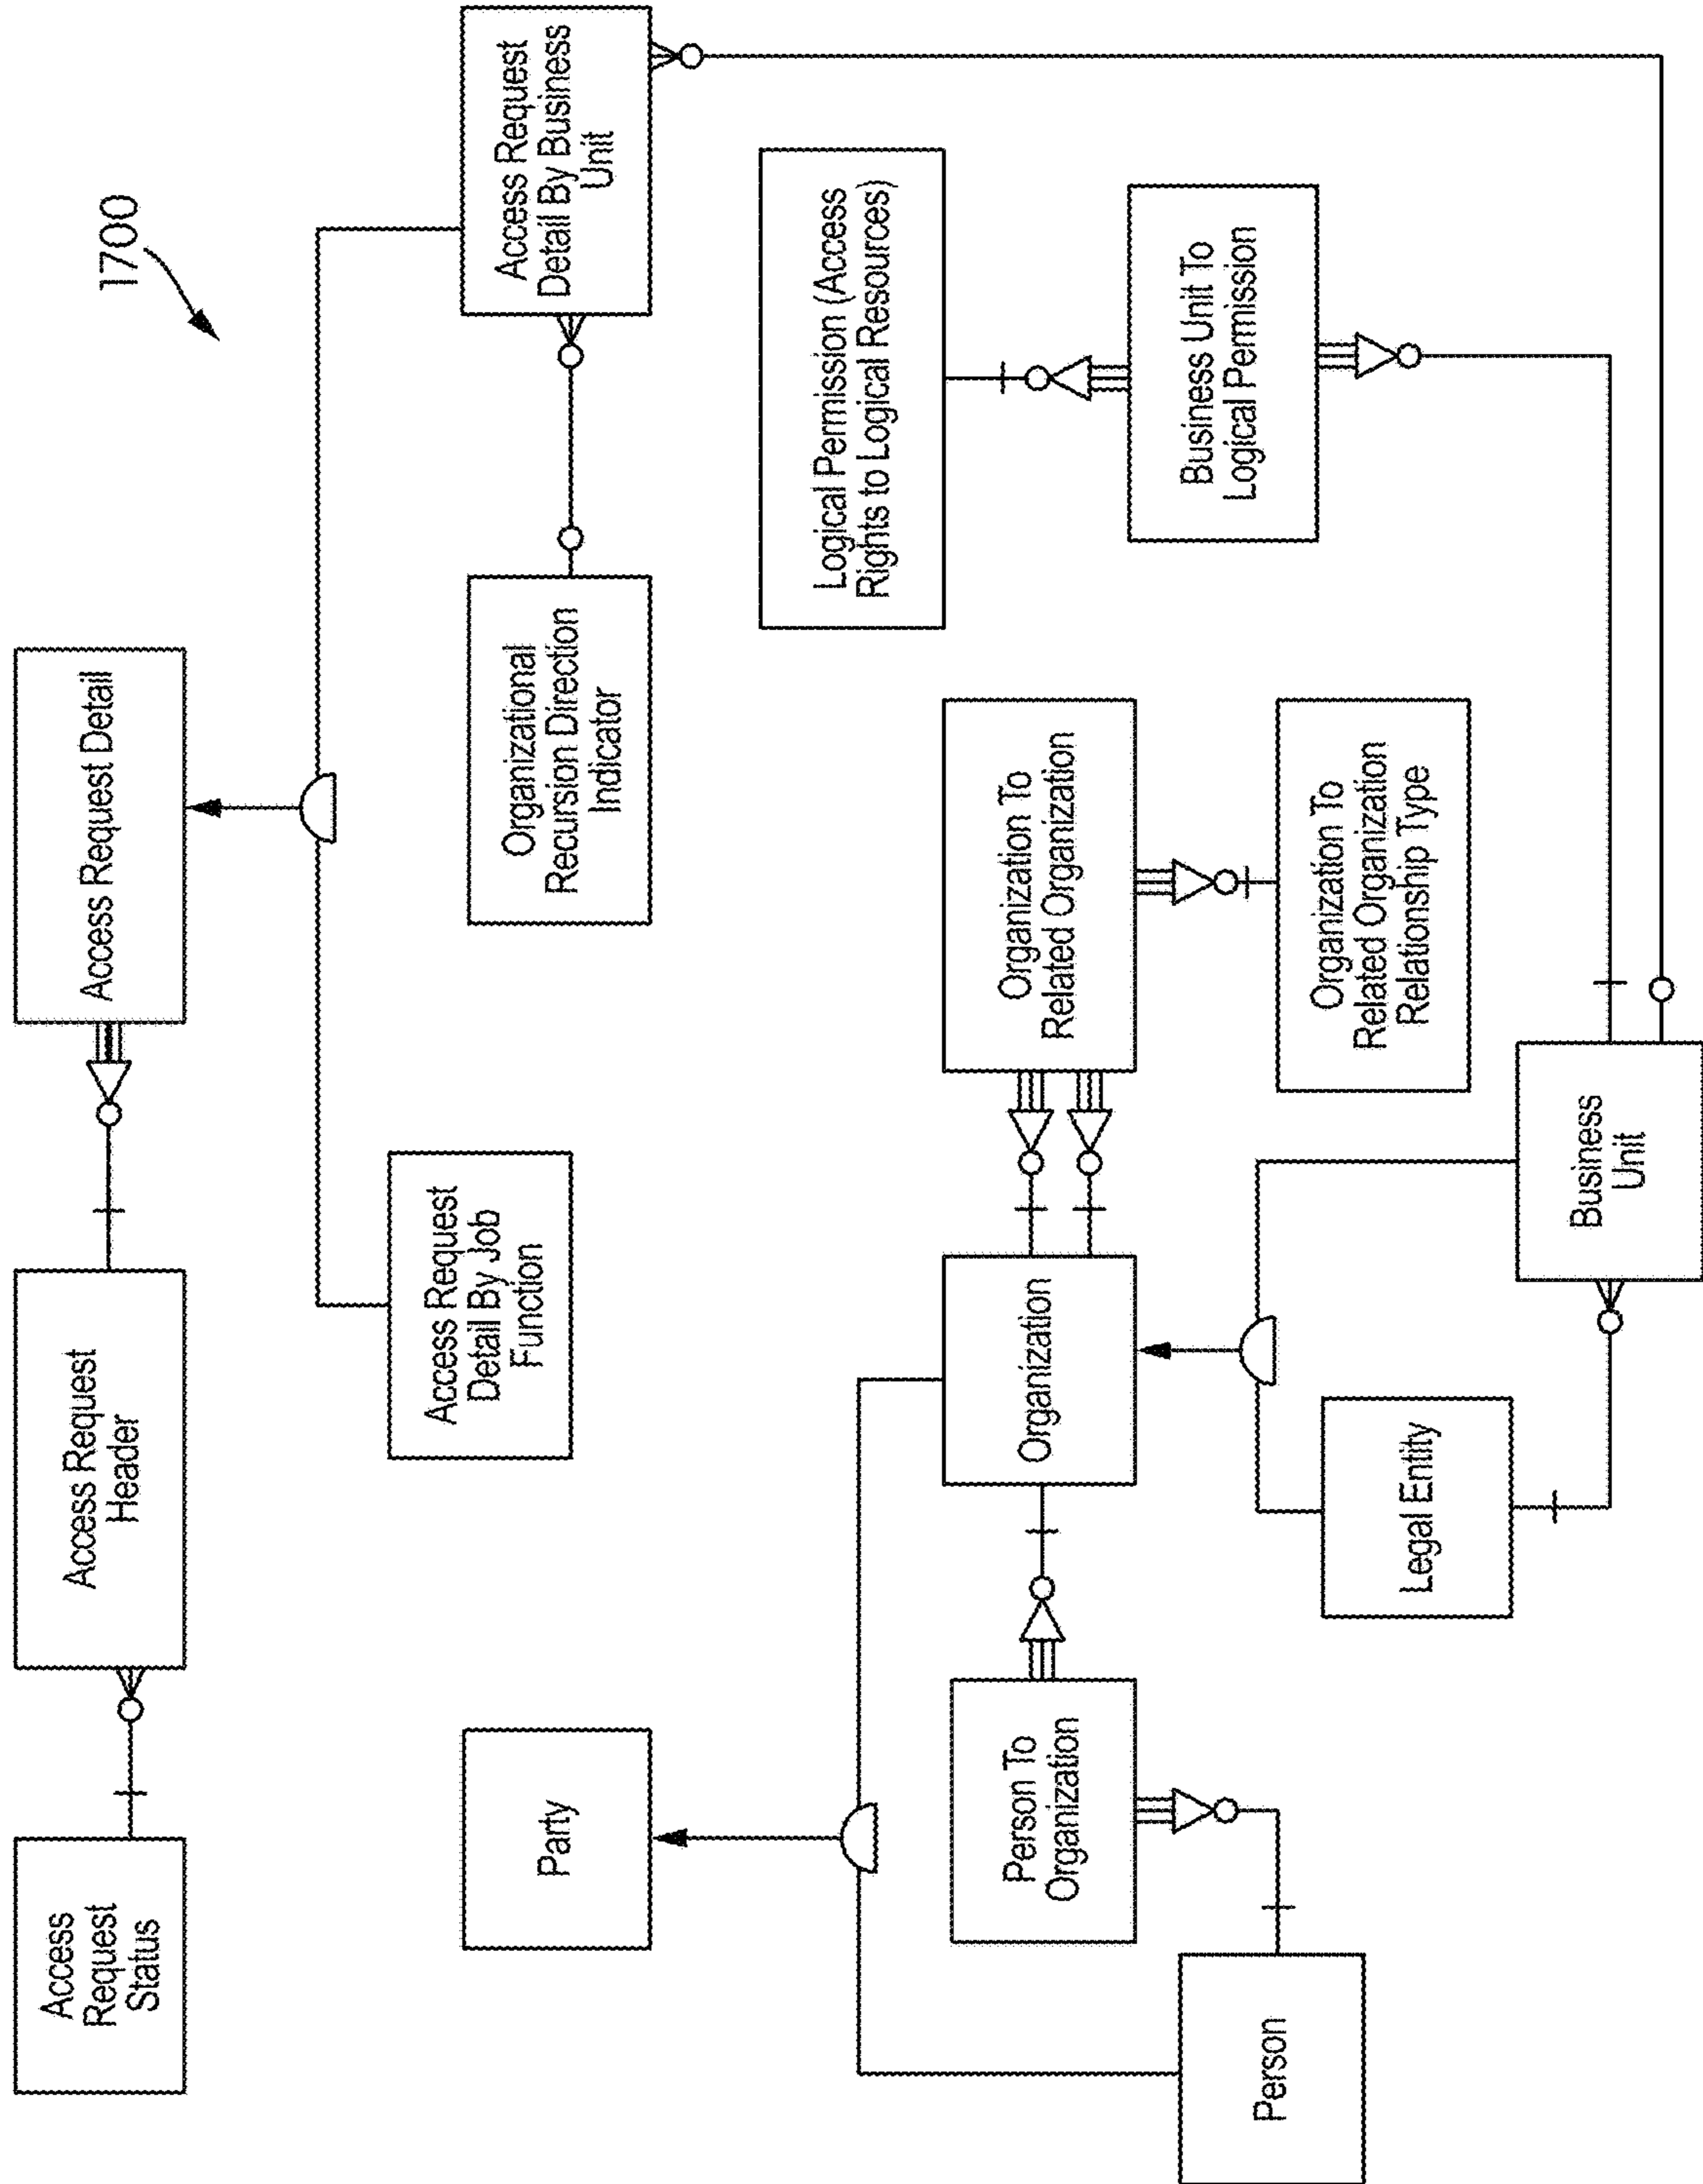 1700
Access
Request
Status
Access Request
Header
Access Request Detail
Access Request
Detail By Job
Function
Organizational
Recursion Direction
Indicator
Access Request
Detail By Business
Unit
Party
Person To
Organization
Organization
Organization To
Related Organization
Logical Permission (Access
Rights to Logical Resources)
Person
Legal Entity
Organization To
Related Organization
Relationship Type
Business Unit To
Logical Permission
Business
Unit